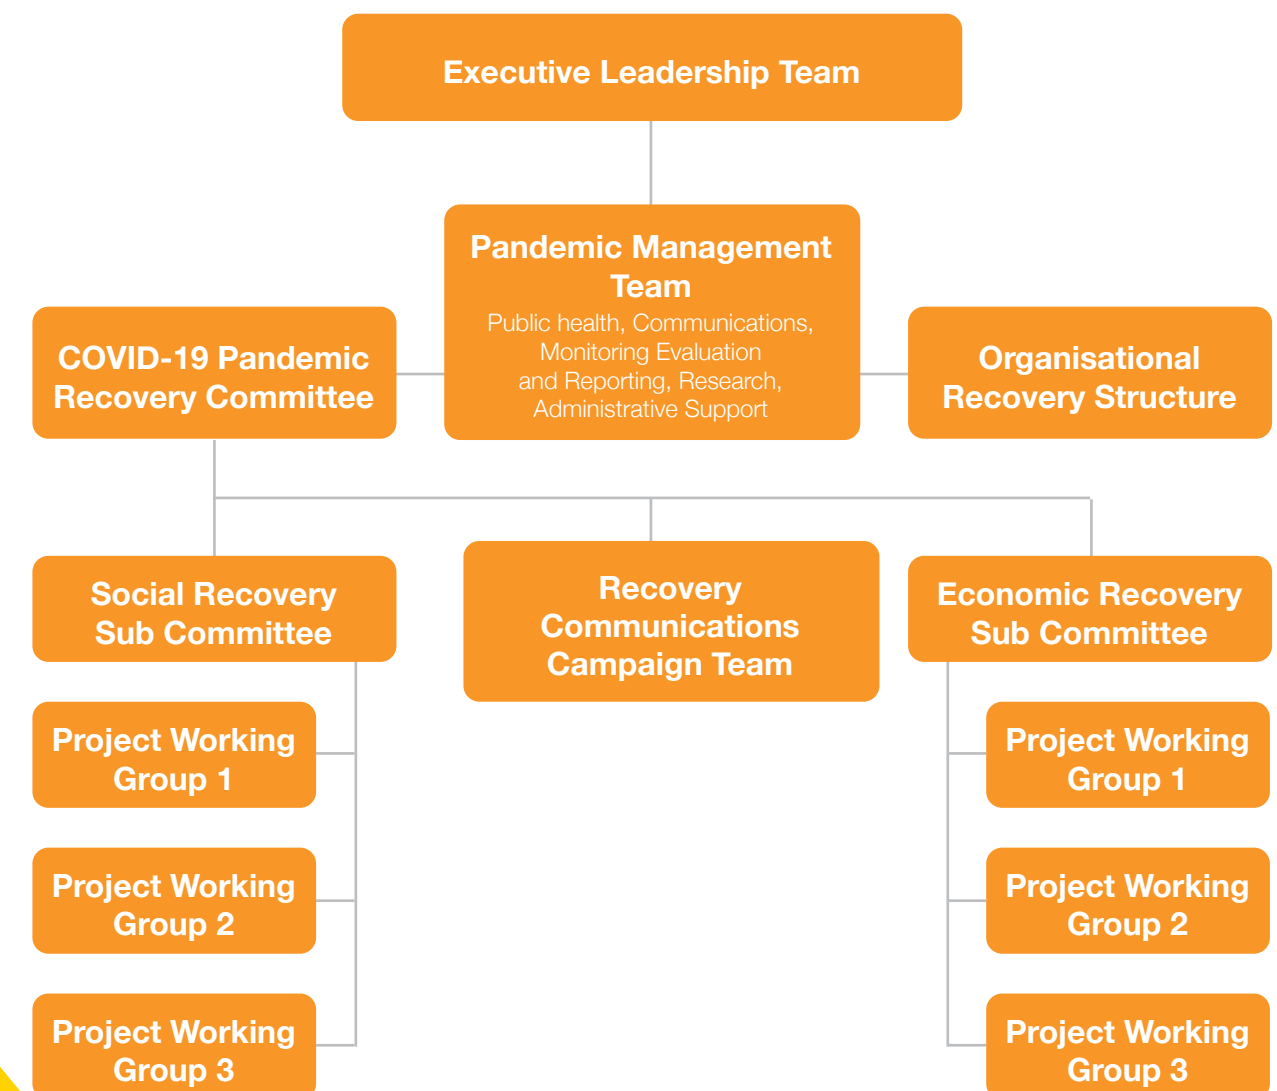 Executive Leadership Team
Pandemic Management
Team
Public health, Communications,
Monitoring Evaluation
and Reporting, Research,
Administrative Support
COVID-19 Pandemic
Recovery Committee
Organisational
Recovery Structure
Social Recovery
Sub Committee
Recovery
Communications
Campaign Team
Economic Recovery
Sub Committee
Project Working
Group 1
Project Working
Group 2
Project Working
Group 3
Project Working
Group 1
Project Working
Group 2
Project Working
Group 3